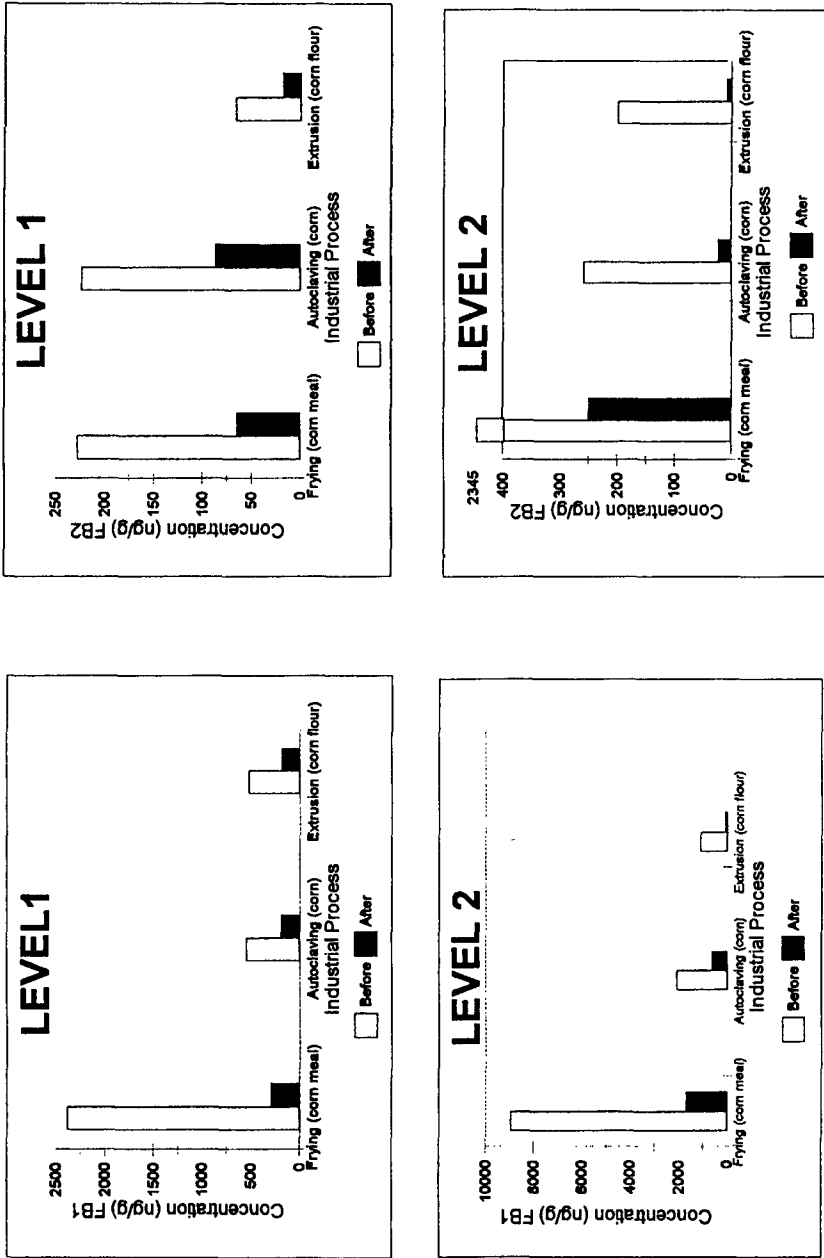 LEVEL1
Concentration (ng/g) FB1
2500
2000
1500
1000
500
0
Frying (corn meal) Autoclaving (corn) Extrusion (corn flour)
Industrial Process
Before After
LEVEL 1
Concentration (ng/g) FB2
250
200
150
100
50
0
Frying (corn meal) Autoclaving (corn) Extrusion (corn flour)
Industrial Process
Before After
LEVEL 2
Concentration (ng/g) FB1
10000
8000
6000
4000
2000
0
Frying (corn meal) Autoclaving (corn) Extrusion (corn flour)
Industrial Process
Before After
LEVEL 2
Concentration (ng/g) FB2
2345
400
300
200
100
0
Frying (corn meal) Autoclaving (corn) Extrusion (corn flour)
Industrial Process
Before After